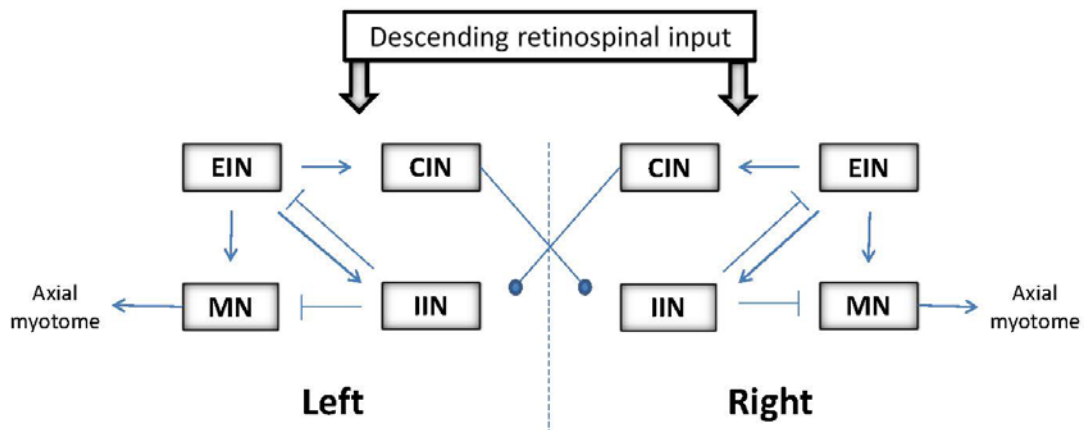 Descending retinospinal input
EIN
CIN
CIN
EIN
Axial
myotome
MN
IIN
IIN
MN
Axial
myotome
Left
Right